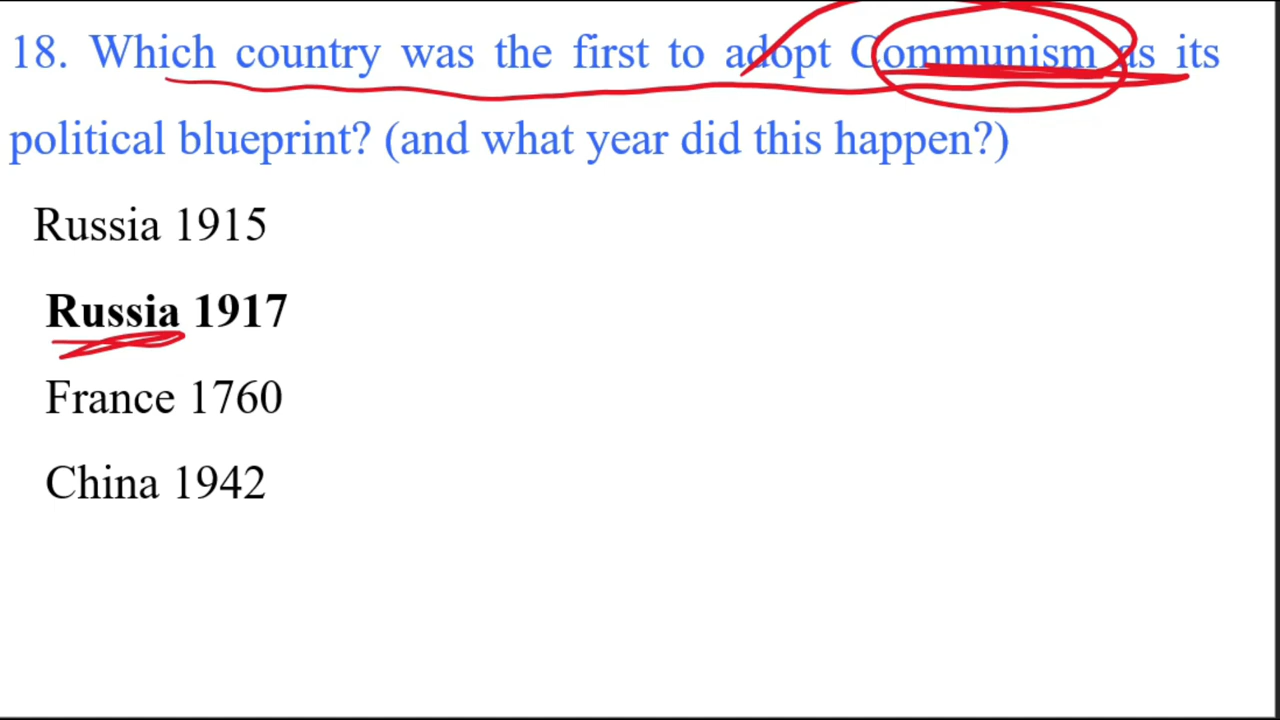 18. Which country was the first to adopt Communism as its
political blueprint? (and what year did this happen?)
Russia 1915
Russia 1917
France 1760
China 1942